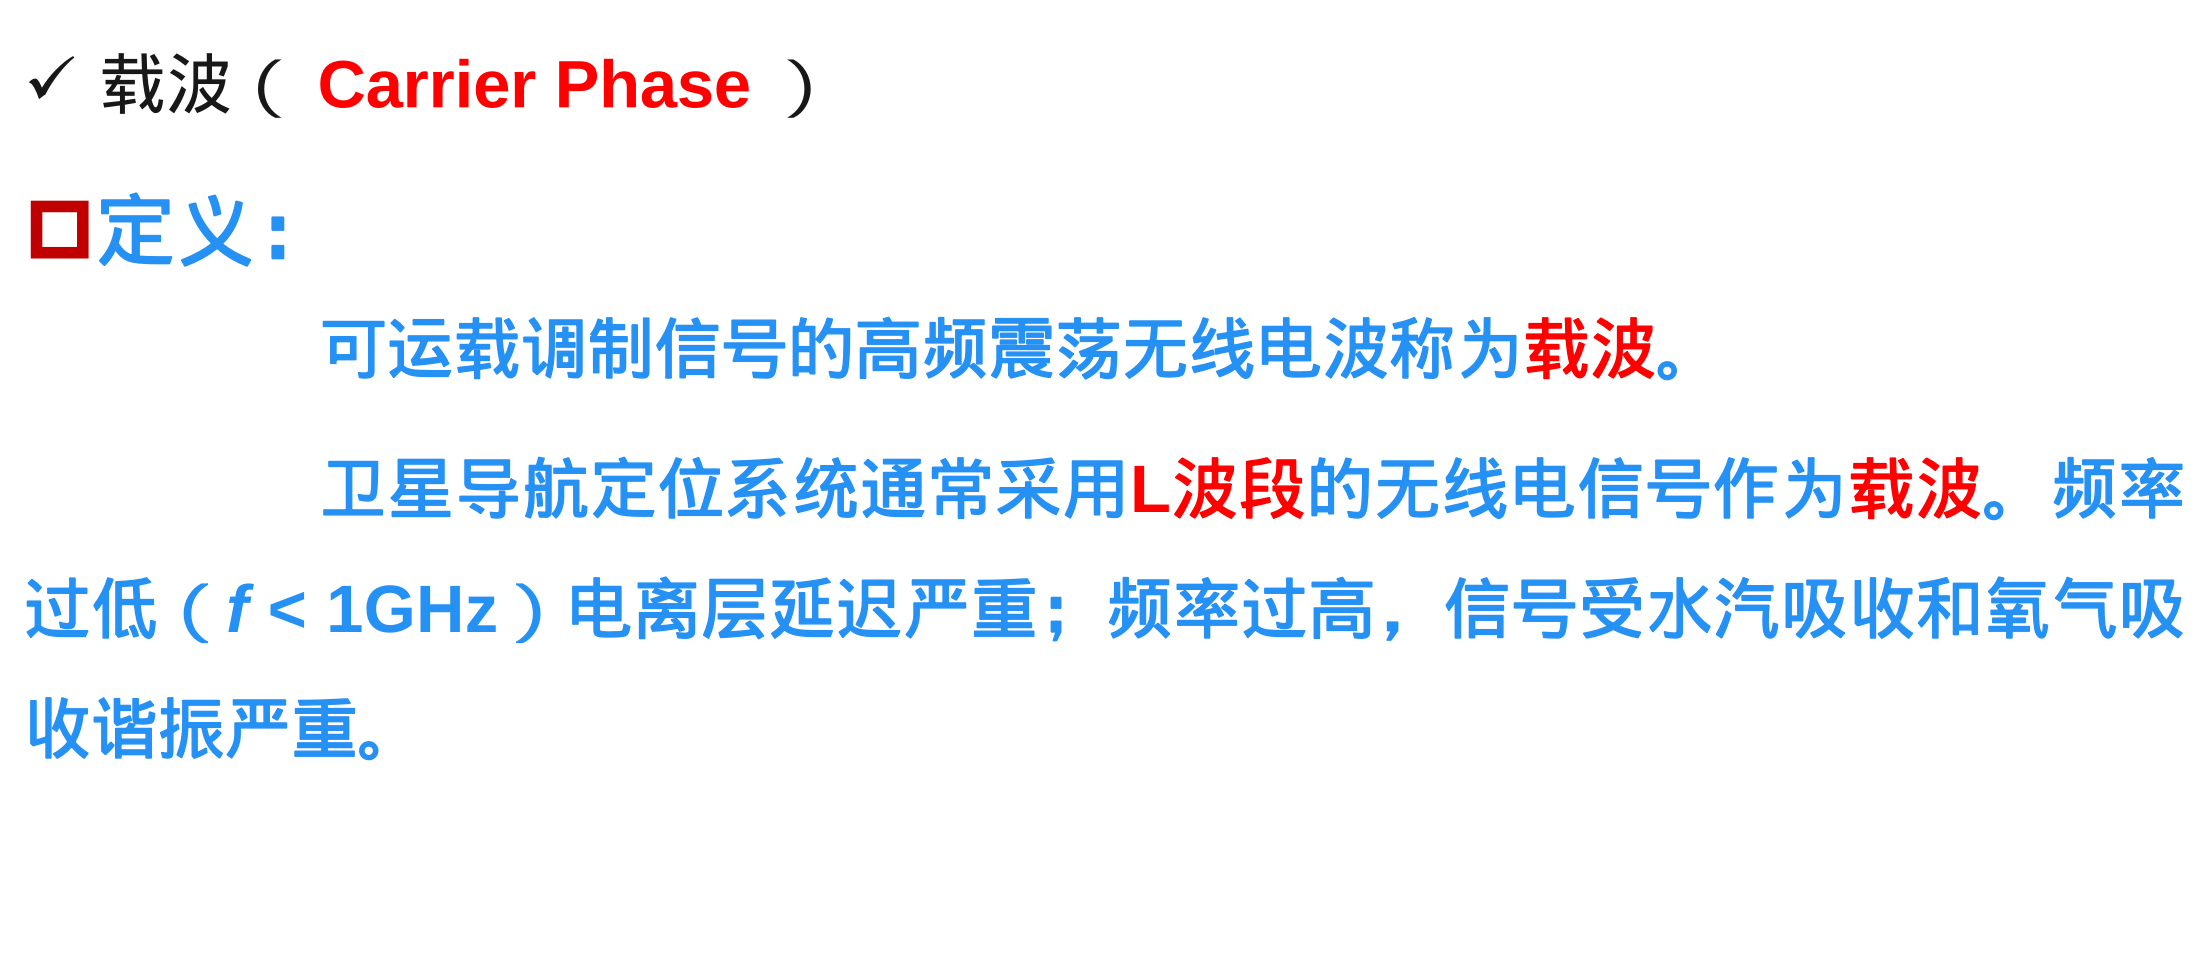 ✓ 载波（ Carrier Phase ）
定义：
可运载调制信号的高频震荡无线电波称为载波。
卫星导航定位系统通常采用L波段的无线电信号作为载波。频率
过低（f < 1GHz）电离层延迟严重；频率过高，信号受水汽吸收和氧气吸
收谐振严重。